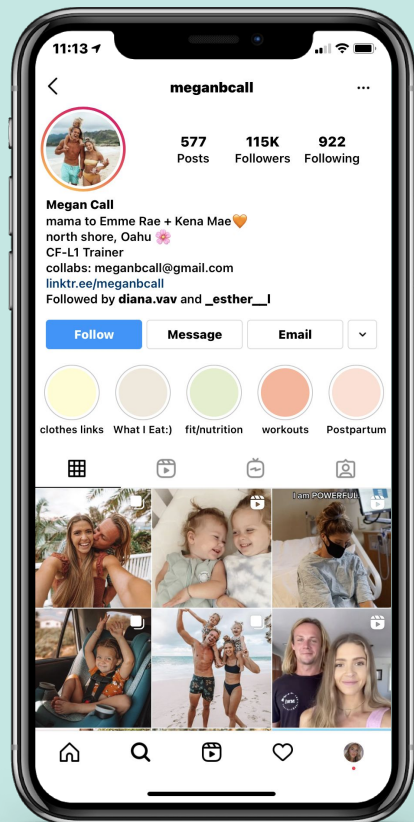 11:13
meganbcall
577 115K 922
Posts Followers Following
Megan Call
mama to Emme Rae + Kena Mae🧡
north shore, Oahu 🌸
CF-L1 Trainer
collabs: meganbcall@gmail.com
linktr.ee/meganbcall
Followed by diana.vav and _esther__l
Follow Message Email
clothes links What I Eat:) fit/nutrition workouts Postpartum
I am POWERFUL.